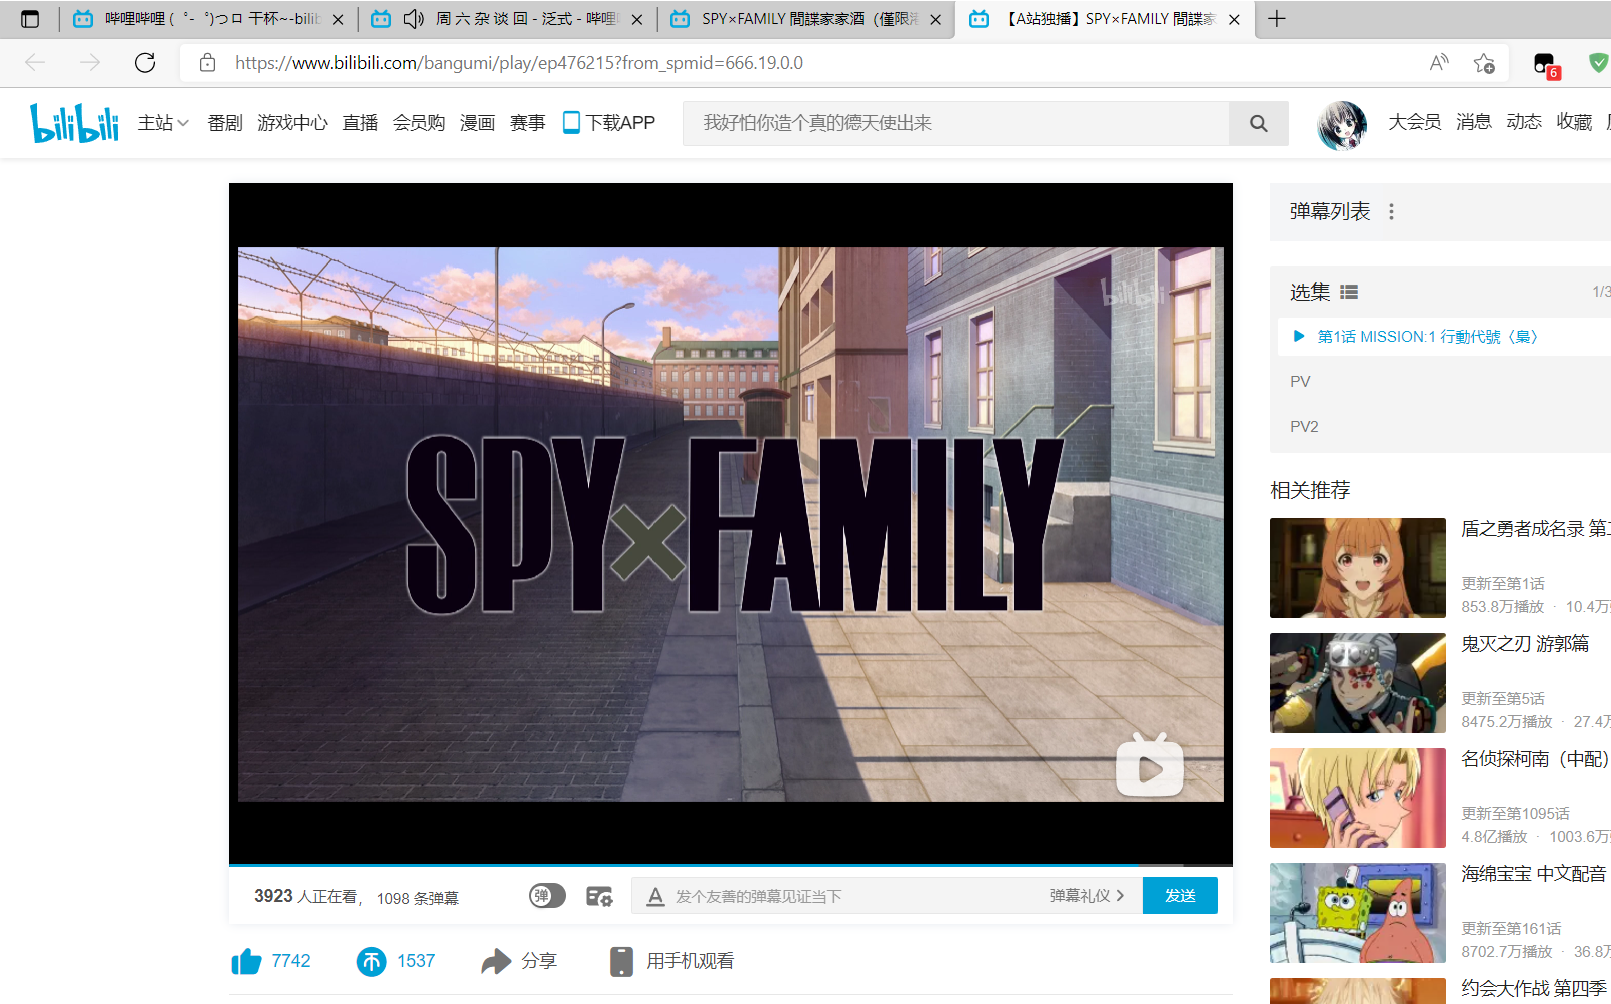 哔哩哔哩 (゜-゜)つロ 干杯~-bilib
周 六 杂 谈 回 - 泛式 - 哔哩
SPY×FAMILY 間諜家家酒（僅限港
【A站独播】SPY×FAMILY 間諜家
https://www.bilibili.com/bangumi/play/ep476215?from_spmid=666.19.0.0
6
bilibili
主站 番剧 游戏中心 直播 会员购 漫画 赛事 下载APP
我好怕你造个真的德天使出来
大会员 消息 动态 收藏
bilibili
SPY×FAMILY
弹幕列表
选集
1/3
第1话 MISSION:1 行動代號〈梟〉
PV
PV2
相关推荐
盾之勇者成名录 第二
更新至第1话
853.8万播放 · 10.4万
鬼灭之刃 游郭篇
更新至第5话
8475.2万播放 · 27.4万
名侦探柯南（中配）
更新至第1095话
4.8亿播放 · 1003.6万
海绵宝宝 中文配音
更新至第161话
8702.7万播放 · 36.8万
约会大作战 第四季
3923 人正在看， 1098 条弹幕
弹
A 发个友善的弹幕见证当下
弹幕礼仪
发送
7742
1537
分享
用手机观看